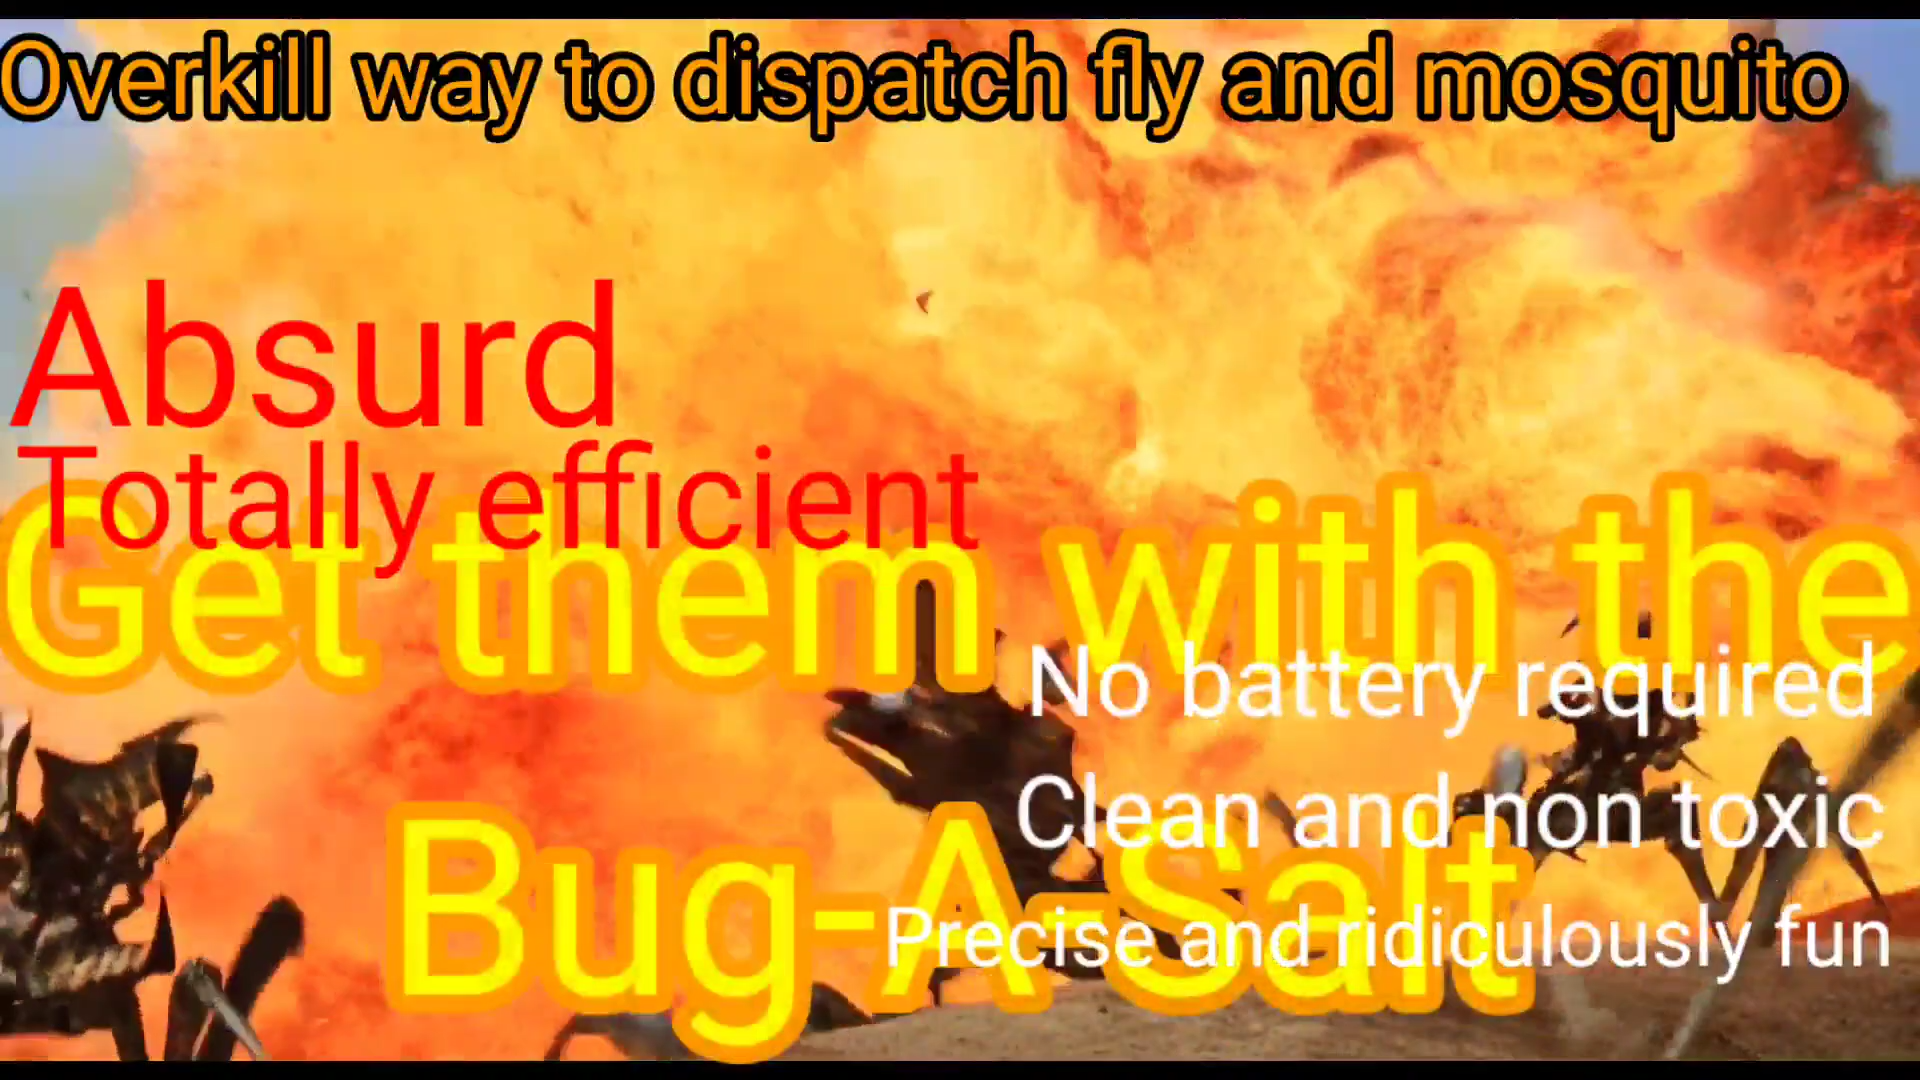 Overkill way to dispatch fly and mosquito
Absurd
Totally efficient
Get them with the
Bug-A-Salt
No battery required
Clean and non toxic
Precise and ridiculously fun